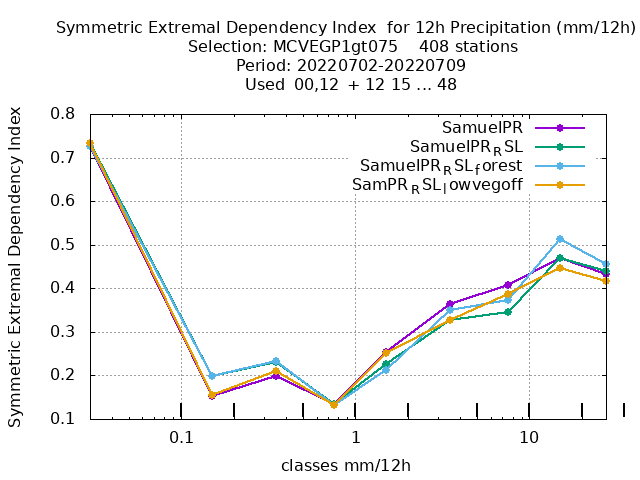 Symmetric Extremal Dependency Index  for 12h Precipitation (mm/12h)
Selection: MCVEGP1gt075    408 stations
Period: 20220702-20220709
Used  00,12  + 12 15 ... 48
Symmetric Extremal Dependency Index
0.8
0.7
0.6
0.5
0.4
0.3
0.2
0.1
SamuelPR
SamuelPR_RSL
SamuelPR_RSL_forest
SamPR_RSL_lowvegoff
0.1
1
10
classes mm/12h